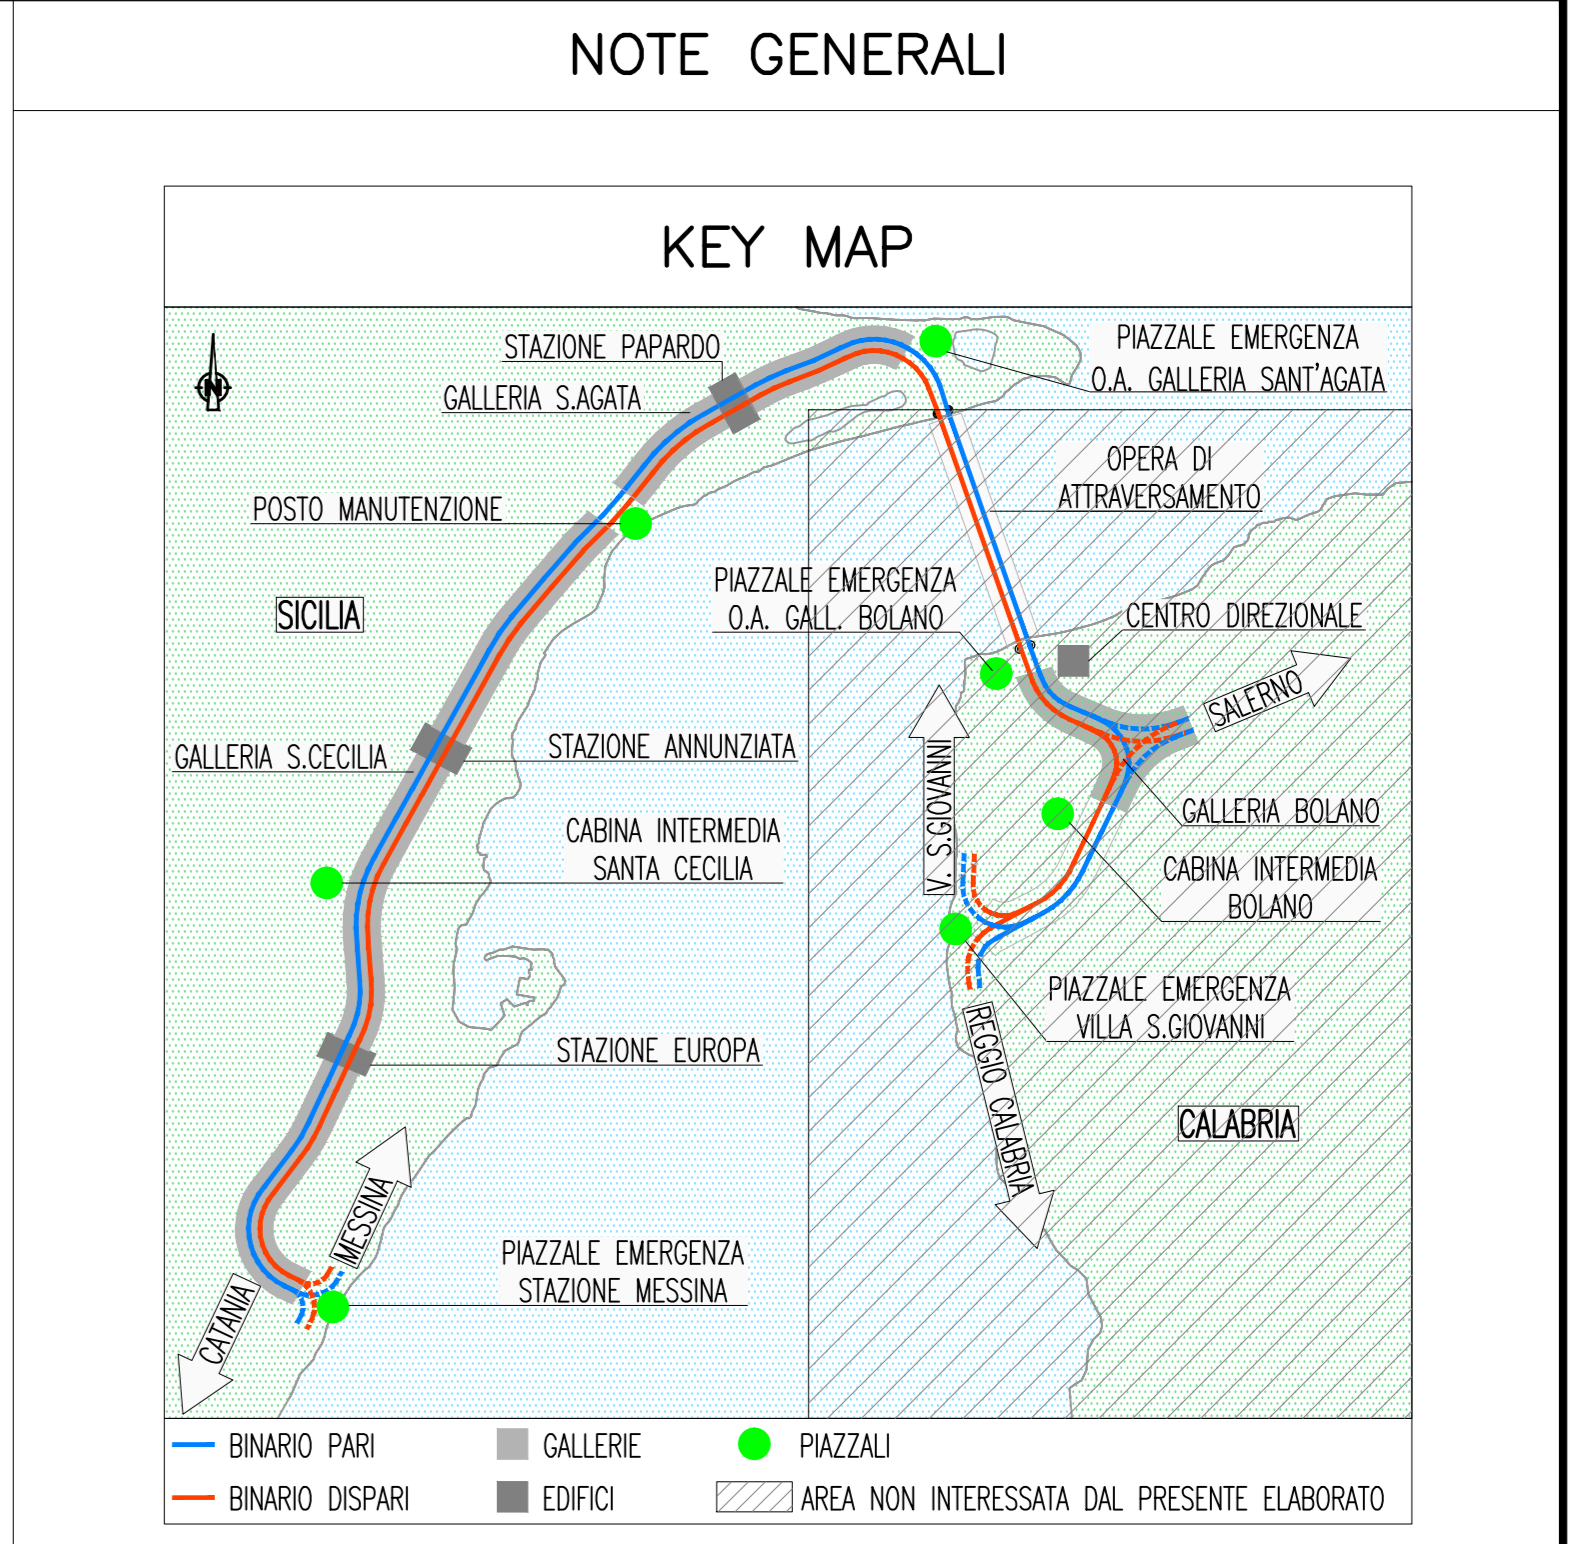 NOTE GENERALI
KEY MAP
N
STAZIONE PAPARDO
GALLERIA S.AGATA
PIAZZALE EMERGENZA
O.A. GALLERIA SANT'AGATA
OPERA DI
ATTRAVERSAMENTO
POSTO MANUTENZIONE
SICILIA
PIAZZALE EMERGENZA
O.A. GALL. BOLANO
CENTRO DIREZIONALE
SALERNO
V. S.GIOVANNI
GALLERIA S.CECILIA
STAZIONE ANNUNZIATA
GALLERIA BOLANO
CABINA INTERMEDIA
SANTA CECILIA
CABINA INTERMEDIA
BOLANO
PIAZZALE EMERGENZA
VILLA S.GIOVANNI
STAZIONE EUROPA
REGGIO CALABRIA
CALABRIA
MESSINA
PIAZZALE EMERGENZA
STAZIONE MESSINA
CATANIA
BINARIO PARI
GALLERIE
PIAZZALI
BINARIO DISPARI
EDIFICI
AREA NON INTERESSATA DAL PRESENTE ELABORATO